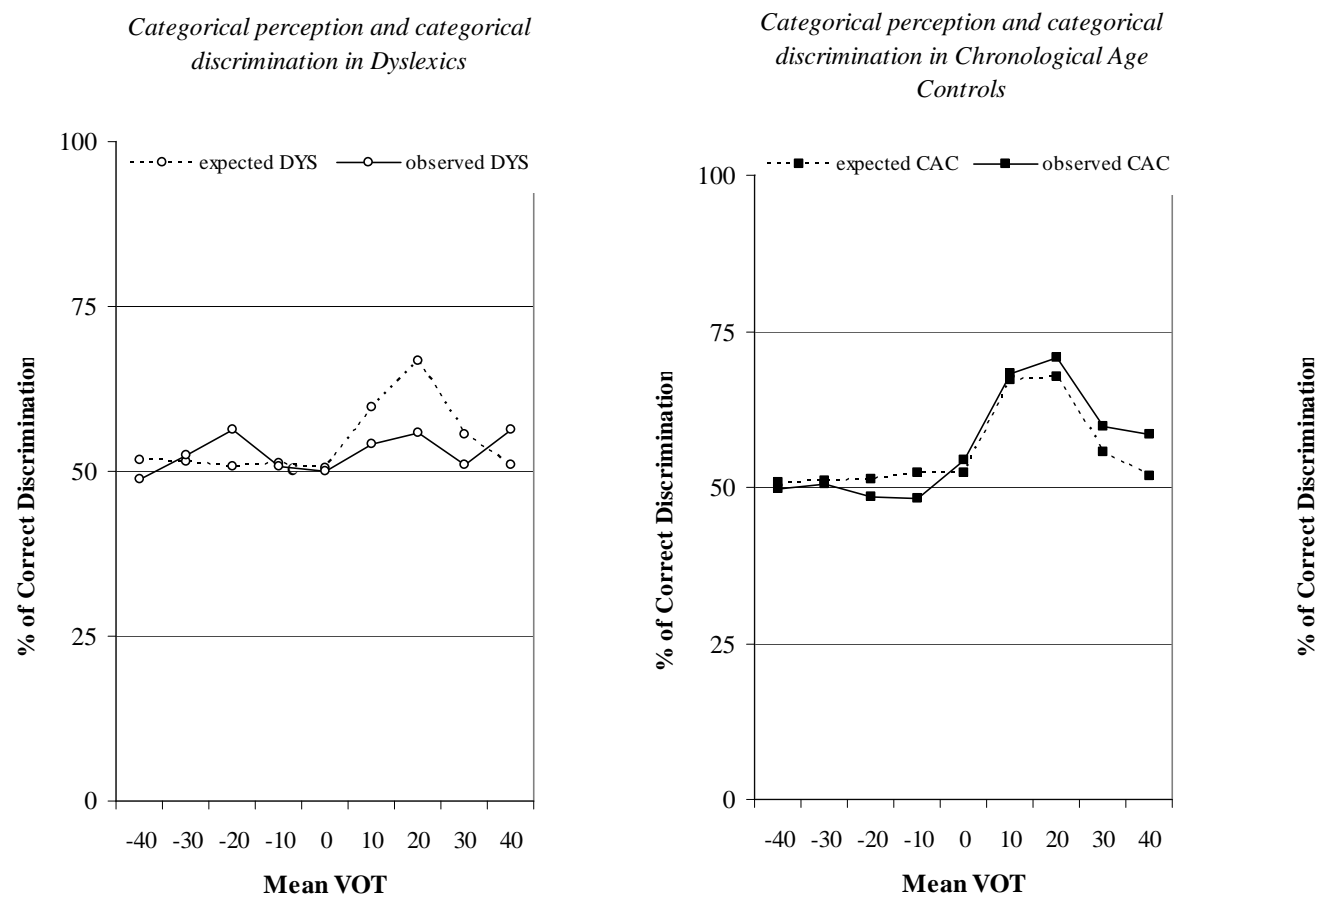 Categorical perception and categorical
discrimination in Dyslexics
100
expected DYS
observed DYS
75
50
25
0
-40 -30 -20 -10 0 10 20 30 40
Mean VOT
% of Correct Discrimination
Categorical perception and categorical
discrimination in Chronological Age
Controls
100
expected CAC
observed CAC
75
50
25
0
-40 -30 -20 -10 0 10 20 30 40
Mean VOT
% of Correct Discrimination
% of Correct Discrimination